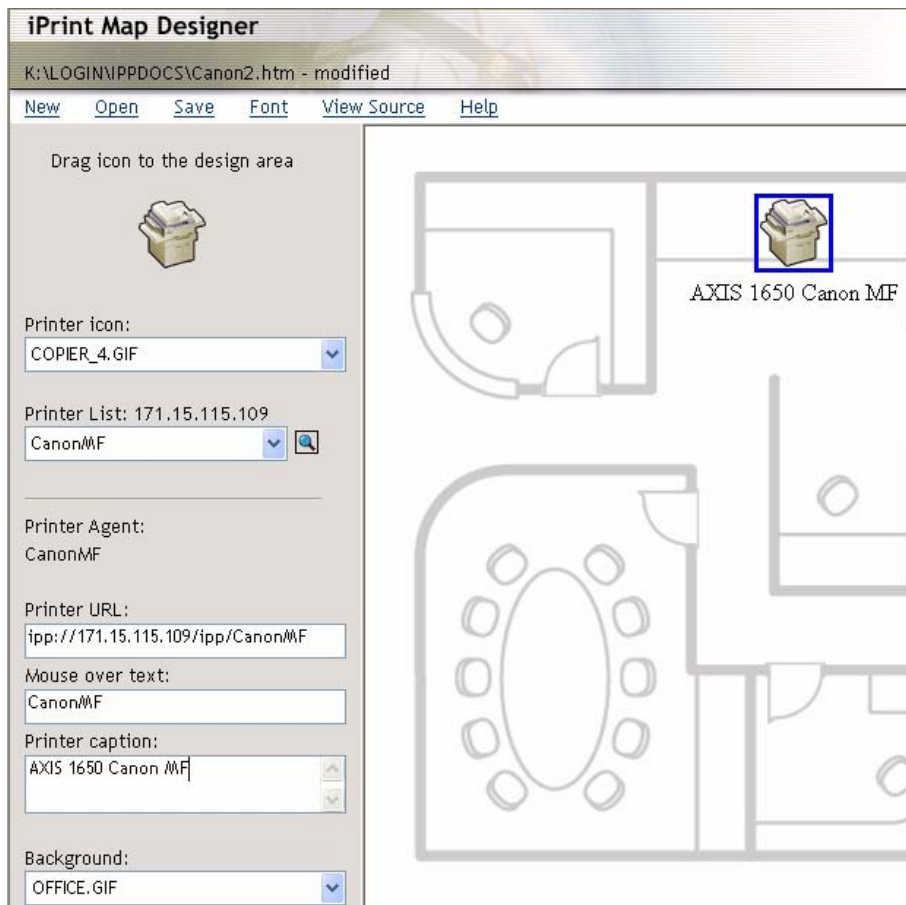 iPrint Map Designer
K:\LOGIN\IPPDOCS\Canon2.htm - modified
New Open Save Font View Source Help
Drag icon to the design area
Printer icon:
COPIER_4.GIF
Printer List: 171.15.115.109
CanonMF
Printer Agent:
CanonMF
Printer URL:
ipp://171.15.115.109/ipp/CanonMF
Mouse over text:
CanonMF
Printer caption:
AXIS 1650 Canon MF
Background:
OFFICE.GIF
AXIS 1650 Canon MF